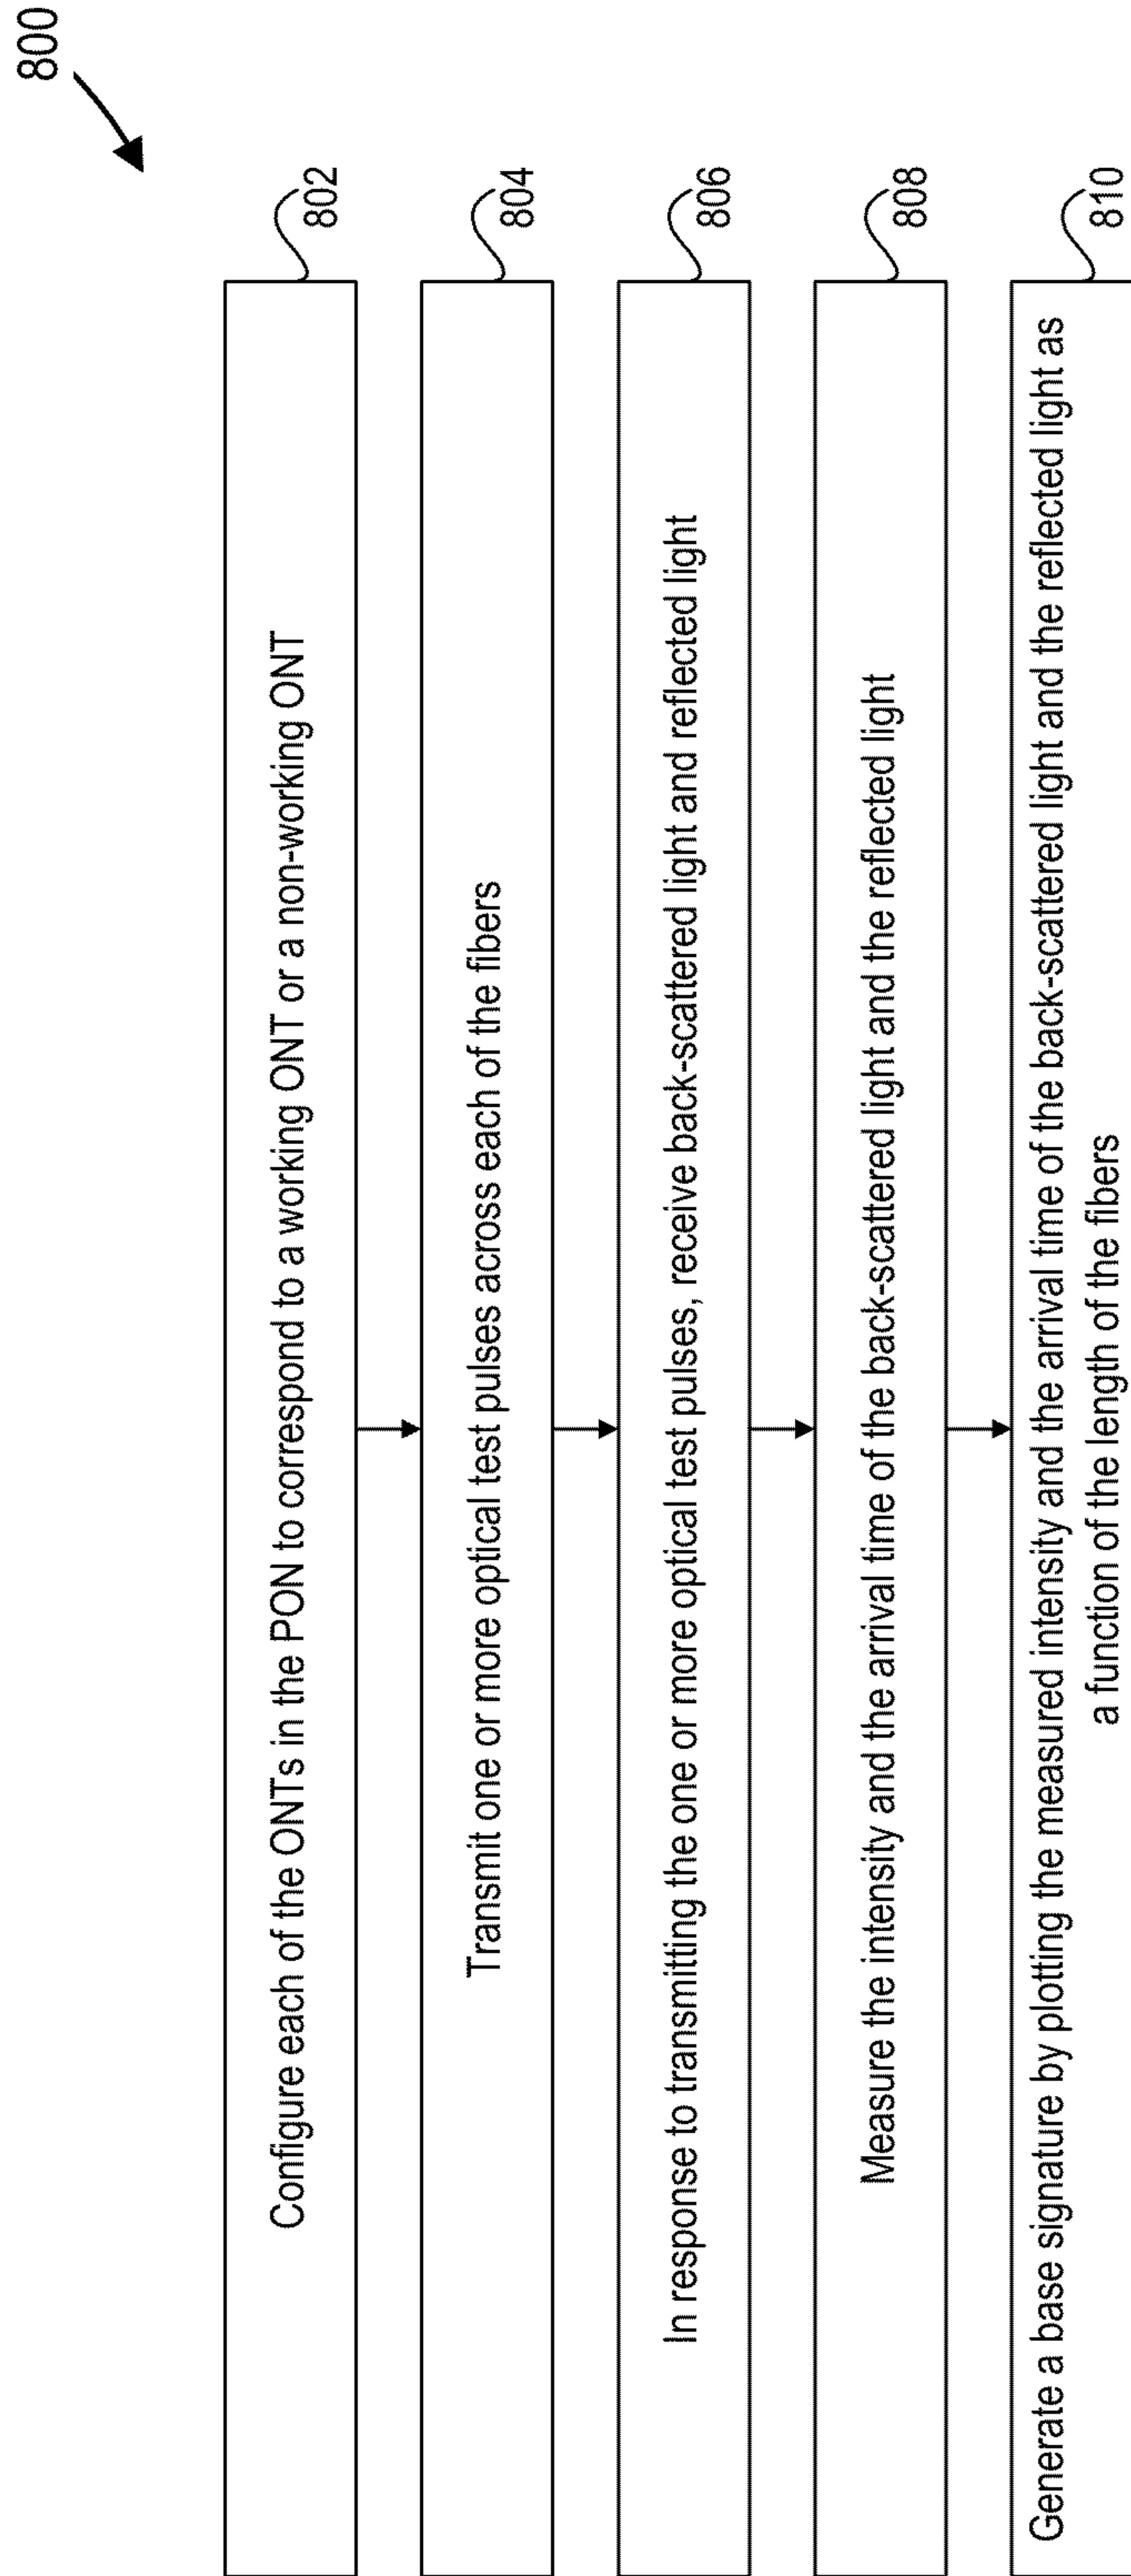 800
Configure each of the ONTs in the PON to correspond to a working ONT or a non-working ONT
802
Transmit one or more optical test pulses across each of the fibers
804
In response to transmitting the one or more optical test pulses, receive back-scattered light and reflected light
806
Measure the intensity and the arrival time of the back-scattered light and the reflected light
808
Generate a base signature by plotting the measured intensity and the arrival time of the back-scattered light and the reflected light as
a function of the length of the fibers
810